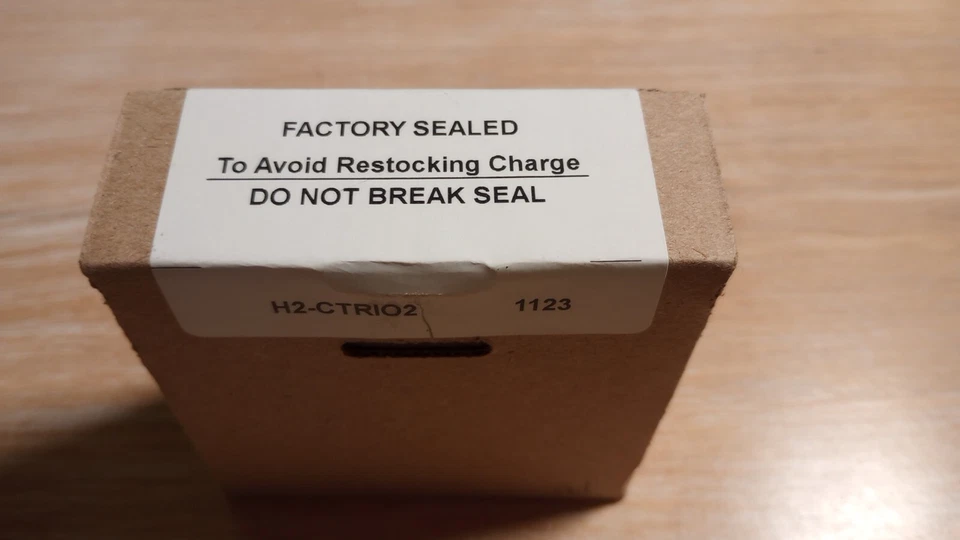 FACTORY SEALED
To Avoid Restocking Charge
DO NOT BREAK SEAL
H2-CTRIO2 1123